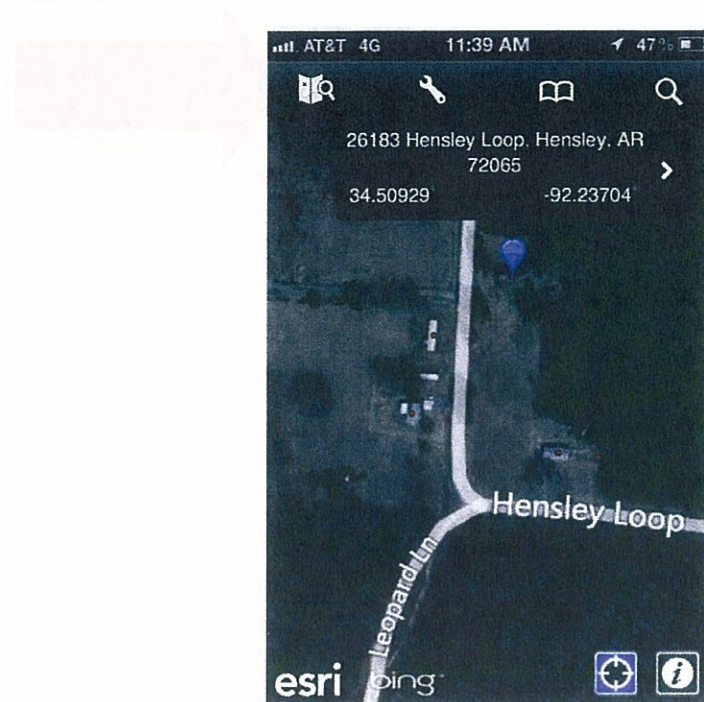 AT&T 4G 11:39 AM 47%
26183 Hensley Loop, Hensley, AR
72065
34.50929° -92.23704°
Hensley Loop
Leopard Ln
esri bing